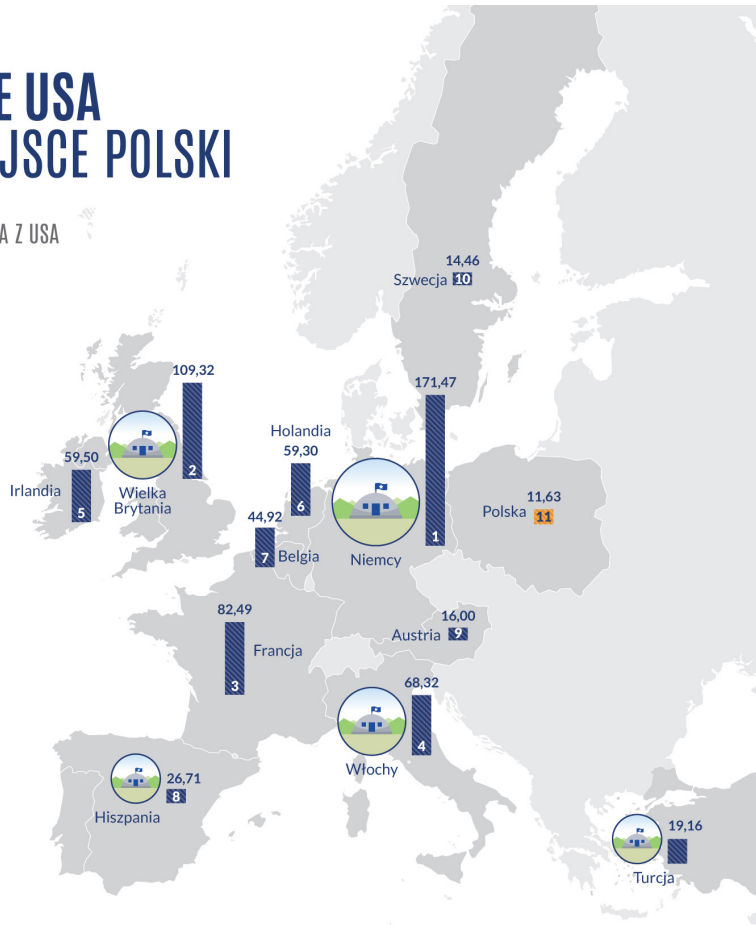 E USA
JSCE POLSKI
A Z USA
14,46
Szwecja 10
109,32
2
Wielka
Brytania
59,50
Irlandia
5
171,47
1
Niemcy
Holandia
59,30
6
44,92
7 Belgia
11,63
Polska 11
82,49
Francja
3
16,00
Austria 9
68,32
4
Włochy
26,71
8
Hiszpania
19,16
Turcja